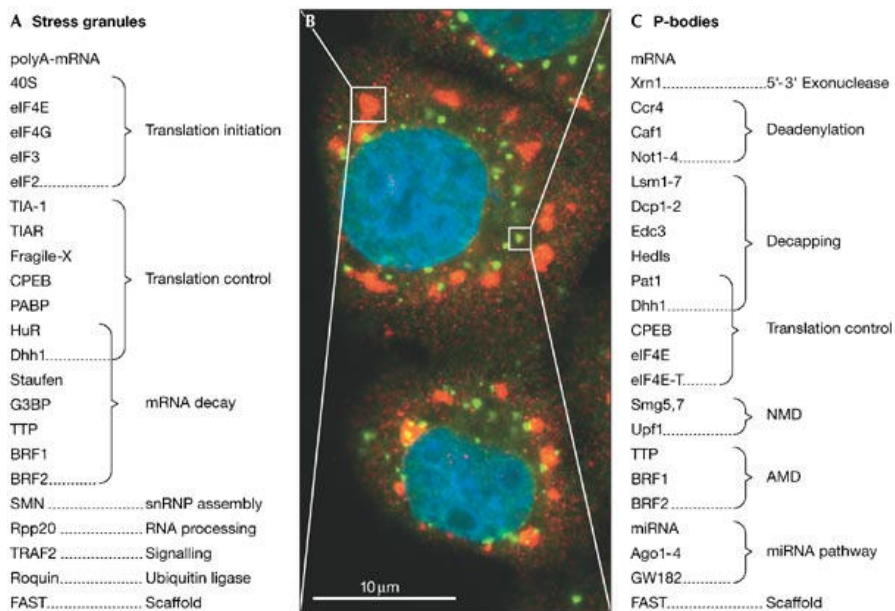 A Stress granules
polyA-mRNA
40S
eIF4E
eIF4G
eIF3
eIF2
Translation initiation
TIA-1
TIAR
Fragile-X
CPEB
PABP
HuR
Dhh1
Translation control
Staufen
G3BP
TTP
BRF1
BRF2
mRNA decay
SMN snRNP assembly
Rpp20 RNA processing
TRAF2 Signalling
Roquin Ubiquitin ligase
FAST Scaffold
B
10 μm
C P-bodies
mRNA
Xrn1 5'-3' Exonuclease
Ccr4
Caf1
Not1-4
Deadenylation
Lsm1-7
Dcp1-2
Edc3
Hedls
Pat1
Dhh1
Decapping
CPEB
eIF4E
eIF4E-T
Translation control
Smg5,7
Upf1
NMD
TTP
BRF1
BRF2
AMD
miRNA
Ago1-4
GW182
miRNA pathway
FAST Scaffold